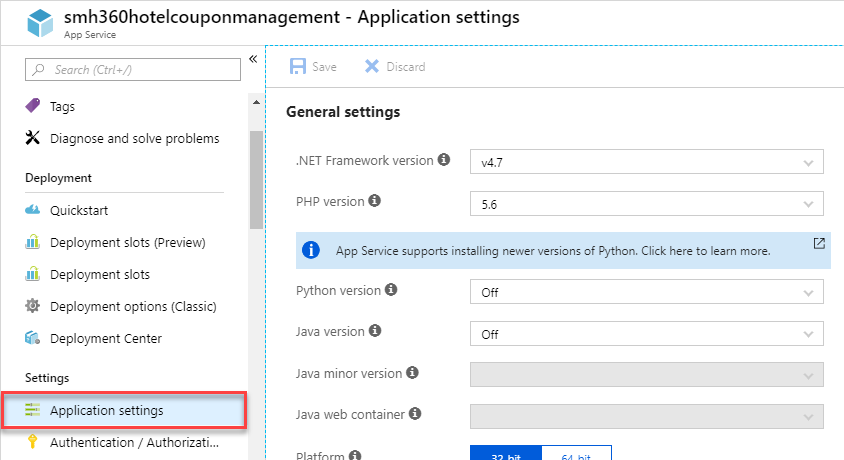 smh360hotelcouponmanagement - Application settings
App Service
Search (Ctrl+/)
«
Tags
Diagnose and solve problems
Deployment
Quickstart
Deployment slots (Preview)
Deployment slots
Deployment options (Classic)
Deployment Center
Settings
Application settings
Authentication / Authorizati...
Save Discard
General settings
.NET Framework version v4.7
PHP version 5.6
App Service supports installing newer versions of Python. Click here to learn more.
Python version Off
Java version Off
Java minor version
Java web container
Platform 32-bit 64-bit